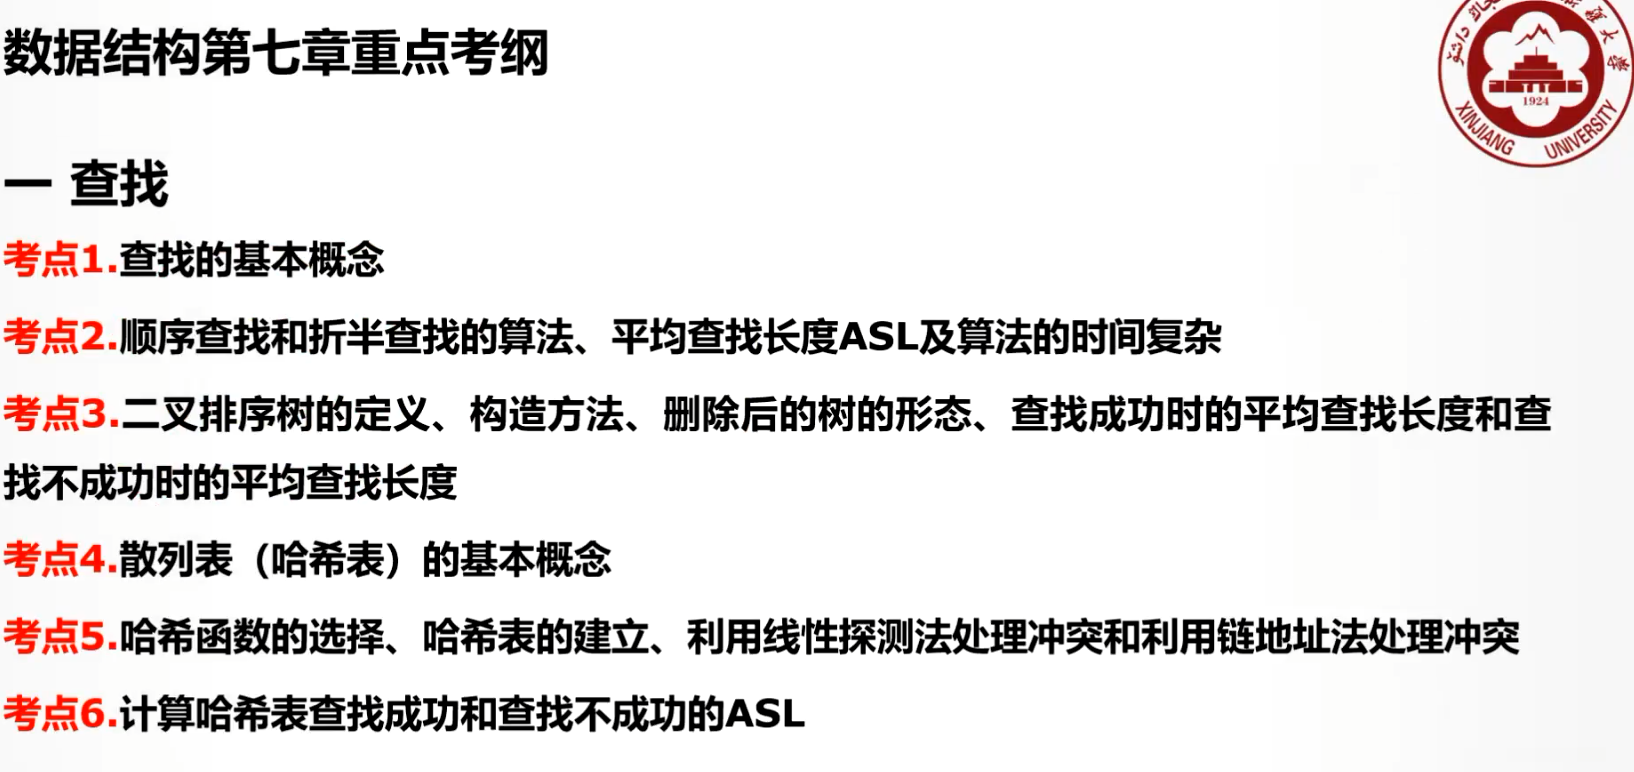 数据结构第七章重点考纲
一 查找
考点1.查找的基本概念
考点2.顺序查找和折半查找的算法、平均查找长度ASL及算法的时间复杂
考点3.二叉排序树的定义、构造方法、删除后的树的形态、查找成功时的平均查找长度和查
找不成功时的平均查找长度
考点4.散列表（哈希表）的基本概念
考点5.哈希函数的选择、哈希表的建立、利用线性探测法处理冲突和利用链地址法处理冲突
考点6.计算哈希表查找成功和查找不成功的ASL
1924
XINJIANG UNIVERSITY